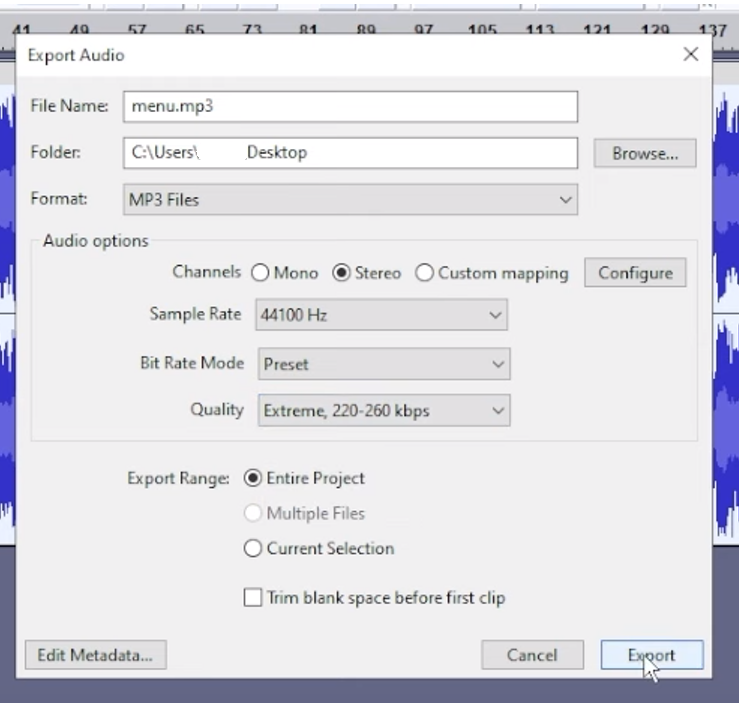 41 49 57 65 73 81 89 97 105 113 121 129 137
Export Audio
File Name: menu.mp3
Folder: C:\Users\ Desktop Browse...
Format: MP3 Files
Audio options
Channels Mono Stereo Custom mapping Configure
Sample Rate 44100 Hz
Bit Rate Mode Preset
Quality Extreme, 220-260 kbps
Export Range: Entire Project
Multiple Files
Current Selection
Trim blank space before first clip
Edit Metadata... Cancel Export